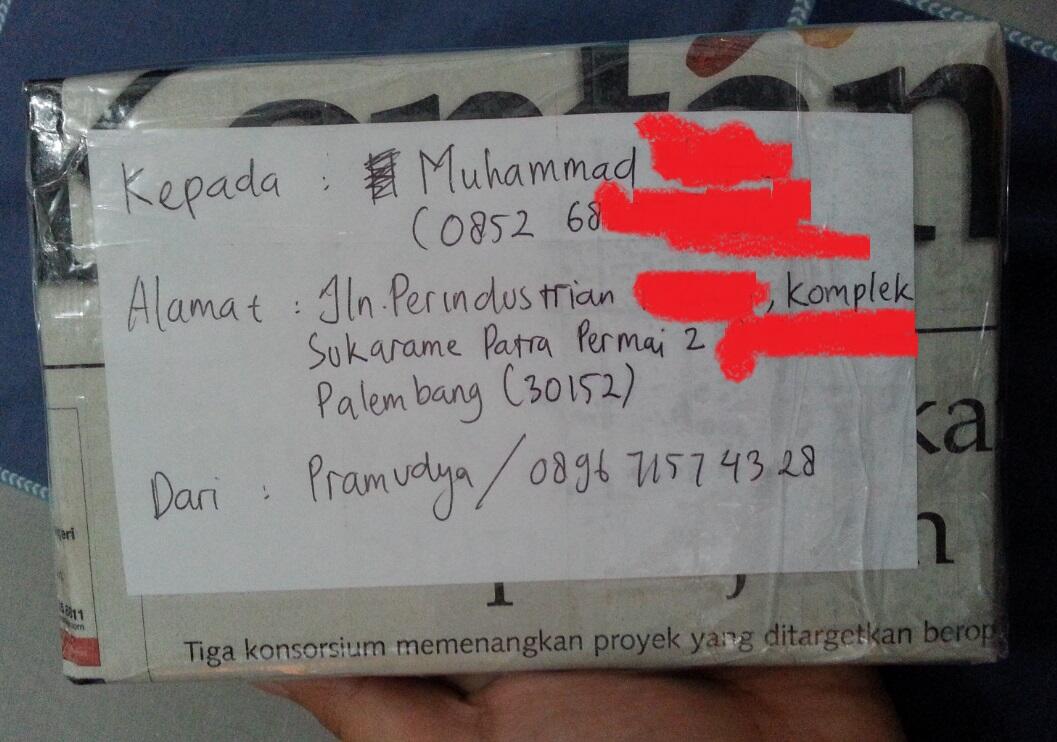 Kontan
Kepada : Muhammad
(0852 68
Alamat : Jln. Perindustrian , Komplek
Sukarame Patra Permai 2
Palembang (30152)
Dari : Pramudya / 0896 7157 43 28
Tiga konsorsium memenangkan proyek yang ditargetkan berop